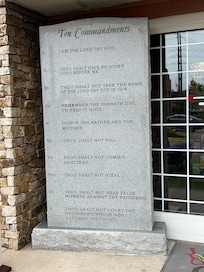 Ten Commandments
I AM THE LORD THY GOD
THOU SHALT HAVE NO OTHER
GODS BEFORE ME
THOU SHALT NOT TAKE THE NAME
OF THE LORD THY GOD IN VAIN
REMEMBER THE SABBATH DAY,
TO KEEP IT HOLY
HONOR THY FATHER AND THY
MOTHER
THOU SHALT NOT KILL
THOU SHALT NOT COMMIT
ADULTERY
THOU SHALT NOT STEAL
THOU SHALT NOT BEAR FALSE
WITNESS AGAINST THY NEIGHBOR
THOU SHALT NOT COVET THY
NEIGHBOR'S HOUSE NOR